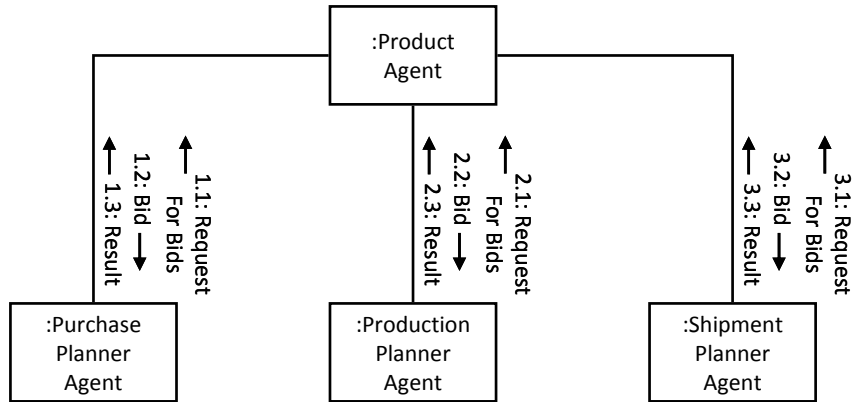 :Product
Agent
1.1: Request
For Bids
1.2: Bid
1.3: Result
2.1: Request
For Bids
2.2: Bid
2.3: Result
3.1: Request
For Bids
3.2: Bid
3.3: Result
:Purchase
Planner
Agent
:Production
Planner
Agent
:Shipment
Planner
Agent